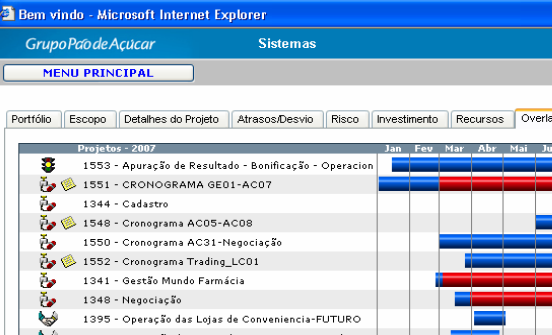 Bem vindo - Microsoft Internet Explorer
GrupoPãodeAçúcar
Sistemas
MENU PRINCIPAL
Portfólio Escopo Detalhes do Projeto Atrasos/Desvio Risco Investimento Recursos Overla
Projetos - 2007 Jan Fev Mar Abr Mai Ju
1553 - Apuração de Resultado - Bonificação - Operacion
1551 - CRONOGRAMA GE01-AC07
1344 - Cadastro
1548 - Cronograma AC05-AC08
1550 - Cronograma AC31-Negociação
1552 - Cronograma Trading_LC01
1341 - Gestão Mundo Farmácia
1348 - Negociação
1395 - Operação das Lojas de Conveniencia-FUTURO